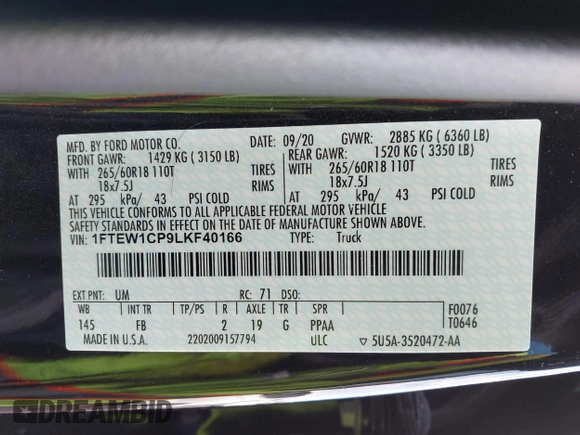 MFD. BY FORD MOTOR CO. DATE: 09/20 GVWR: 2885 KG ( 6360 LB)
FRONT GAWR: 1429 KG ( 3150 LB) REAR GAWR: 1520 KG ( 3350 LB)
WITH 265/60R18 110T TIRES WITH 265/60R18 110T TIRES
18x7.5J RIMS 18x7.5J RIMS
AT 295 kPa/ 43 PSI COLD AT 295 kPa/ 43 PSI COLD
THIS VEHICLE CONFORMS TO ALL APPLICABLE FEDERAL MOTOR VEHICLE
SAFETY STANDARDS IN EFFECT ON THE DATE OF MANUFACTURE SHOWN ABOVE.
VIN: 1FTEW1CP9LKF40166 TYPE: Truck
EXT PNT: UM RC: 71 DSO:
WB INT TR TP/PS R AXLE TR SPR F0076
145 FB 2 19 G PPAA T0646
MADE IN U.S.A. 2202009157794 ULC 5U5A-3520472-AA
DREAMBID